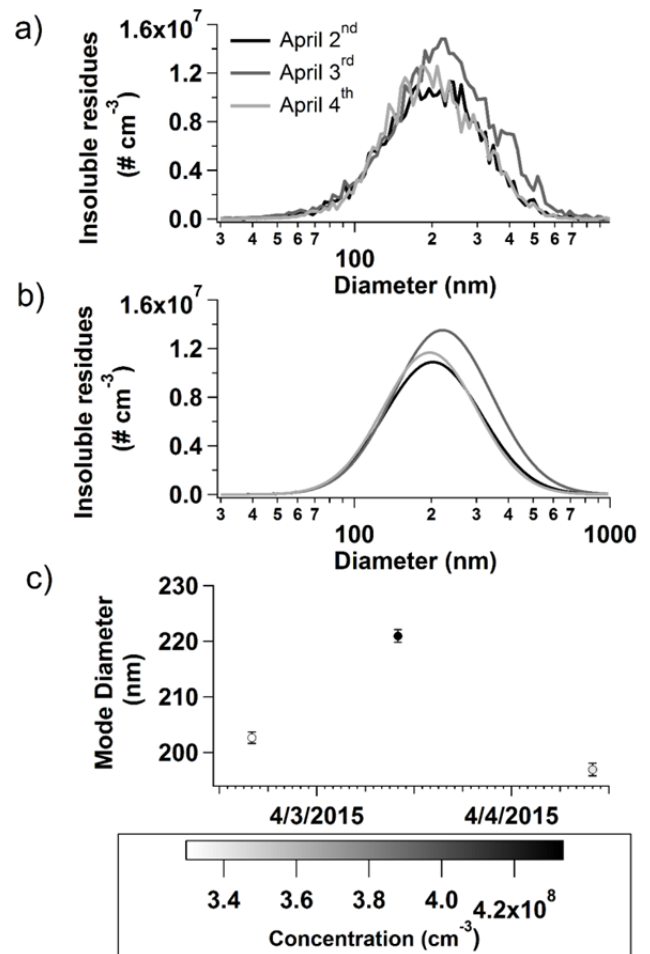 a)
1.6x10^7
1.2
0.8
0.4
0.0
Insoluble residues
(# cm^-3)
April 2^nd
April 3^rd
April 4^th
3 4 5 6 7 100 2 3 4 5 6 7
Diameter (nm)
b)
1.6x10^7
1.2
0.8
0.4
0.0
Insoluble residues
(# cm^-3)
3 4 5 6 7 100 2 3 4 5 6 7 1000
Diameter (nm)
c)
230
220
210
200
Mode Diameter
(nm)
4/3/2015 4/4/2015
3.4 3.6 3.8 4.0 4.2x10^8
Concentration (cm^-3)